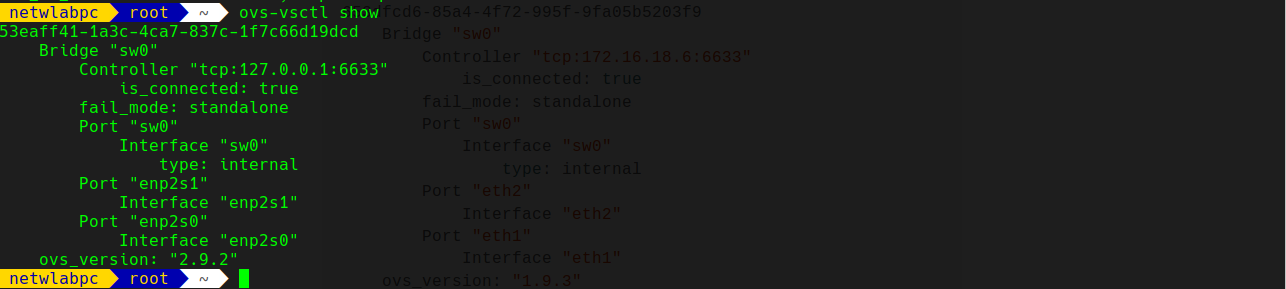 netwlabpc root ~ ovs-vsctl show
53eaff41-1a3c-4ca7-837c-1f7c66d19dcd
Bridge "sw0"
Controller "tcp:127.0.0.1:6633"
is_connected: true
fail_mode: standalone
Port "sw0"
Interface "sw0"
type: internal
Port "enp2s1"
Interface "enp2s1"
Port "enp2s0"
Interface "enp2s0"
ovs_version: "2.9.2"
netwlabpc root ~
fcd6-85a4-4f72-995f-9fa05b5203f9
Bridge "sw0"
Controller "tcp:172.16.18.6:6633"
is_connected: true
fail_mode: standalone
Port "sw0"
Interface "sw0"
type: internal
Port "eth2"
Interface "eth2"
Port "eth1"
Interface "eth1"
ovs_version: "1.9.3"